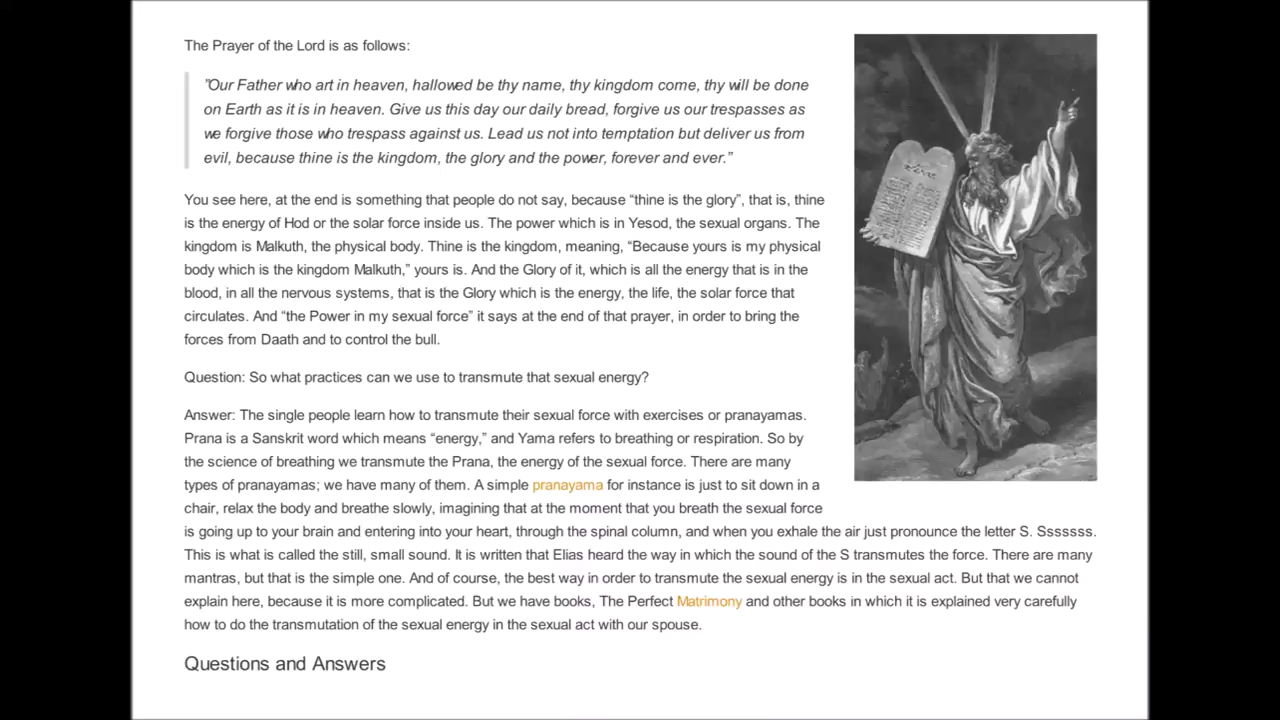 The Prayer of the Lord is as follows:
"Our Father who art in heaven, hallowed be thy name, thy kingdom come, thy will be done
on Earth as it is in heaven. Give us this day our daily bread, forgive us our trespasses as
we forgive those who trespass against us. Lead us not into temptation but deliver us from
evil, because thine is the kingdom, the glory and the power, forever and ever.”
You see here, at the end is something that people do not say, because “thine is the glory”, that is, thine
is the energy of Hod or the solar force inside us. The power which is in Yesod, the sexual organs. The
kingdom is Malkuth, the physical body. Thine is the kingdom, meaning, “Because yours is my physical
body which is the kingdom Malkuth,” yours is. And the Glory of it, which is all the energy that is in the
blood, in all the nervous systems, that is the Glory which is the energy, the life, the solar force that
circulates. And “the Power in my sexual force” it says at the end of that prayer, in order to bring the
forces from Daath and to control the bull.
Question: So what practices can we use to transmute that sexual energy?
Answer: The single people learn how to transmute their sexual force with exercises or pranayamas.
Prana is a Sanskrit word which means “energy,” and Yama refers to breathing or respiration. So by
the science of breathing we transmute the Prana, the energy of the sexual force. There are many
types of pranayamas; we have many of them. A simple pranayama for instance is just to sit down in a
chair, relax the body and breathe slowly, imagining that at the moment that you breath the sexual force
is going up to your brain and entering into your heart, through the spinal column, and when you exhale the air just pronounce the letter S. Sssssss.
This is what is called the still, small sound. It is written that Elias heard the way in which the sound of the S transmutes the force. There are many
mantras, but that is the simple one. And of course, the best way in order to transmute the sexual energy is in the sexual act. But that we cannot
explain here, because it is more complicated. But we have books, The Perfect Matrimony and other books in which it is explained very carefully
how to do the transmutation of the sexual energy in the sexual act with our spouse.
Questions and Answers